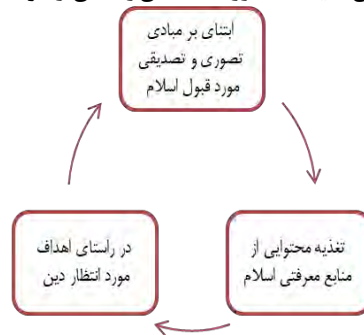 ابتنای بر مبادی
تصوری و تصدیقی
مورد قبول اسلام
تغذیه محتوایی از
منابع معرفتی اسلام
در راستای اهداف
مورد انتظار دین